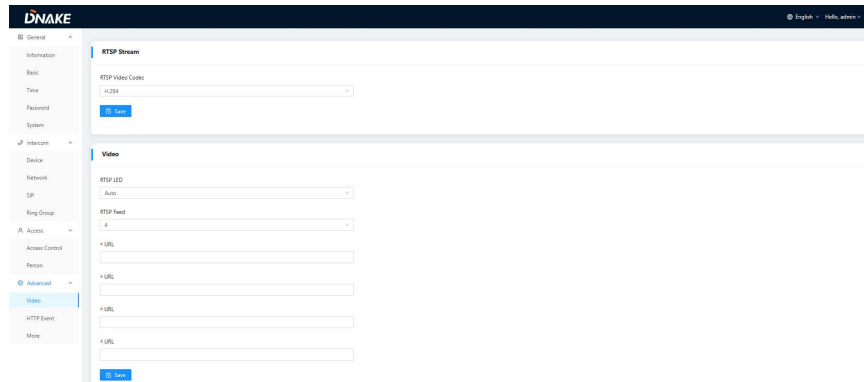 DNAKE
English
Hello, admin
General
Information
Basic
Time
Password
System
Intercom
Device
Network
SIP
Ring Group
Access
Access Control
Person
Advanced
Video
HTTP Event
More
RTSP Stream
RTSP Video Codec
H.264
Save
Video
RTSP LED
Auto
RTSP Feed
4
* URL
* URL
* URL
* URL
Save